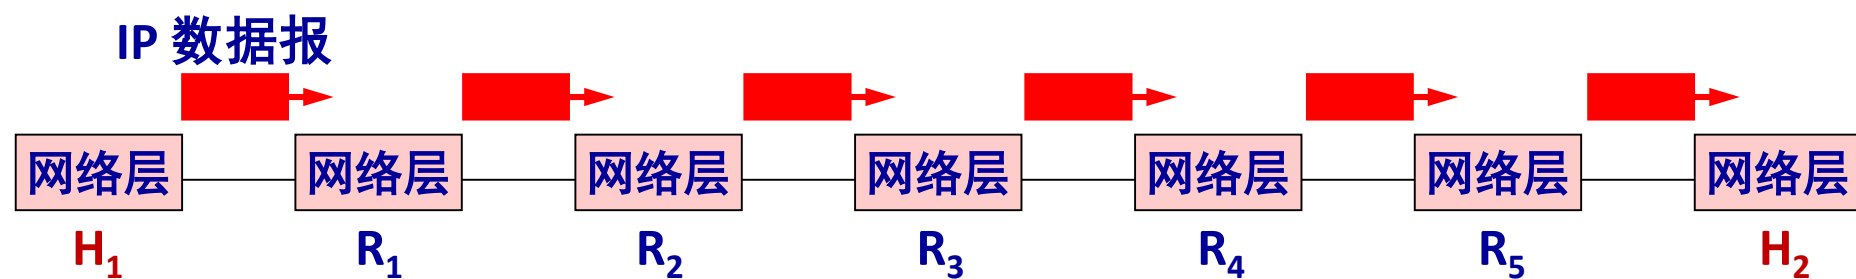 IP 数据报
网络层 网络层 网络层 网络层 网络层 网络层 网络层
H₁ R₁ R₂ R₃ R₄ R₅ H₂